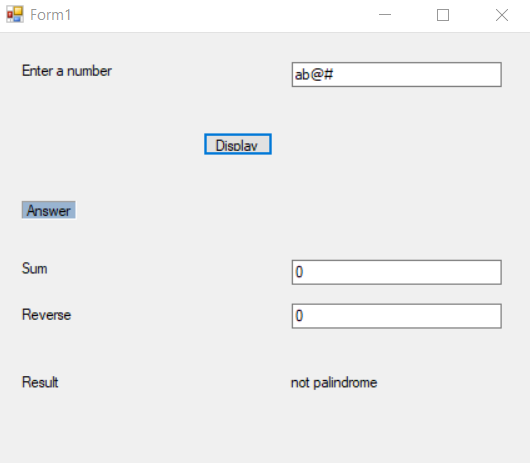 Form1
Enter a number ab@#
Display
Answer
Sum 0
Reverse 0
Result not palindrome